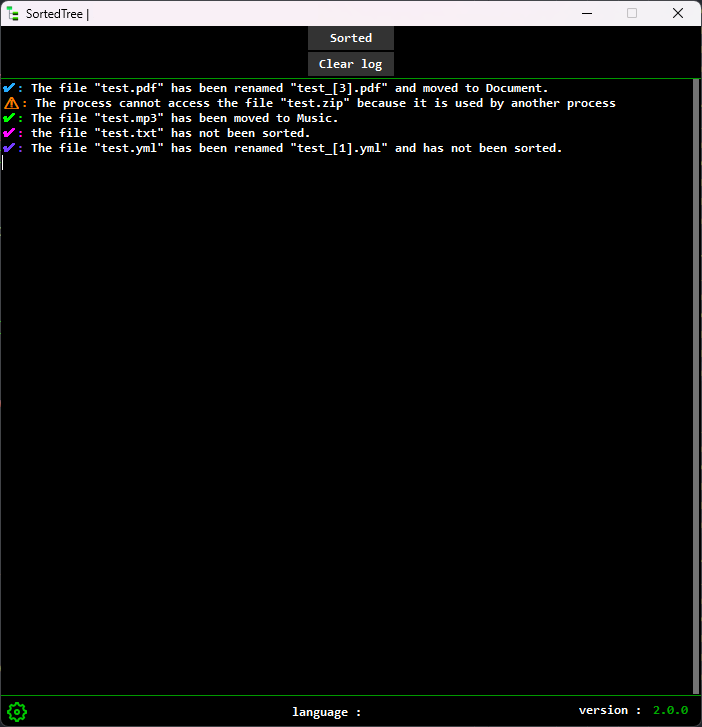 SortedTree |
Sorted
Clear log
✔: The file "test.pdf" has been renamed "test_[3].pdf" and moved to Document.
⚠: The process cannot access the file "test.zip" because it is used by another process
✔: The file "test.mp3" has been moved to Music.
✔: the file "test.txt" has not been sorted.
✔: The file "test.yml" has been renamed "test_[1].yml" and has not been sorted.
language :
version : 2.0.0